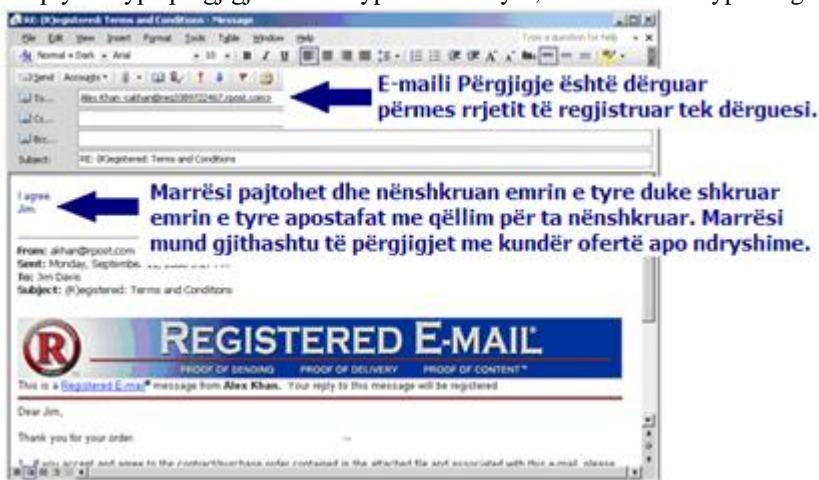 RE: (R)egistered: Terms and Conditions - Message
File Edit View Insert Format Tools Table Window Help Type a question for help
Normal + Dark Arial 10 B I U
Send Accounts
To... Alex Khan
Cc...
Bcc...
Subject: RE: (R)egistered: Terms and Conditions
E-maili Përgjigje është dërguar
përmes rrjetit të regjistruar tek dërguesi.
I agree.
Jim.
Marrësi pajtohet dhe nënshkruan emrin e tyre duke shkruar
emrin e tyre apostafat me qëllim për ta nënshkruar. Marrësi
mund gjithashtu të përgjigjet me kundër ofertë apo ndryshime.
From: akhan@rpost.com
Sent: Monday, September
To: Jim Davis
Subject: (R)egistered: Terms and Conditions
R REGISTERED E-MAIL
PROOF OF SENDING PROOF OF DELIVERY PROOF OF CONTENT™
This is a Registered E-mail® message from Alex Khan. Your reply to this message will be registered
Dear Jim,
Thank you for your order.
1. If you accept and agree to the contract/purchase order contained in the attached file and associated with this e-mail, please